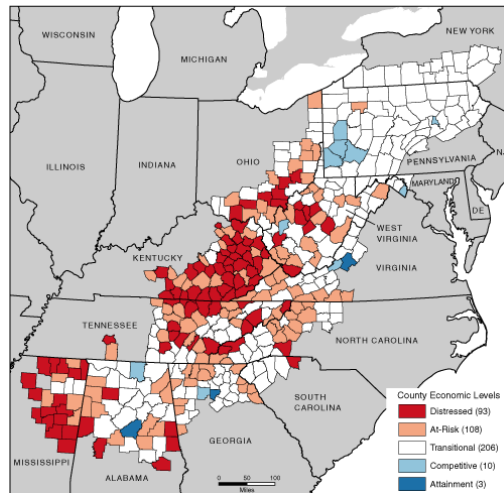 WISCONSIN
NEW YORK
MICHIGAN
ILLINOIS
INDIANA
OHIO
PENNSYLVANIA
MARYLAND
DE
WEST
VIRGINIA
KENTUCKY
VIRGINIA
TENNESSEE
NORTH CAROLINA
SOUTH
CAROLINA
MISSISSIPPI
ALABAMA
GEORGIA
0 50 100
Miles
County Economic Levels
Distressed (93)
At-Risk (108)
Transitional (206)
Competitive (10)
Attainment (3)